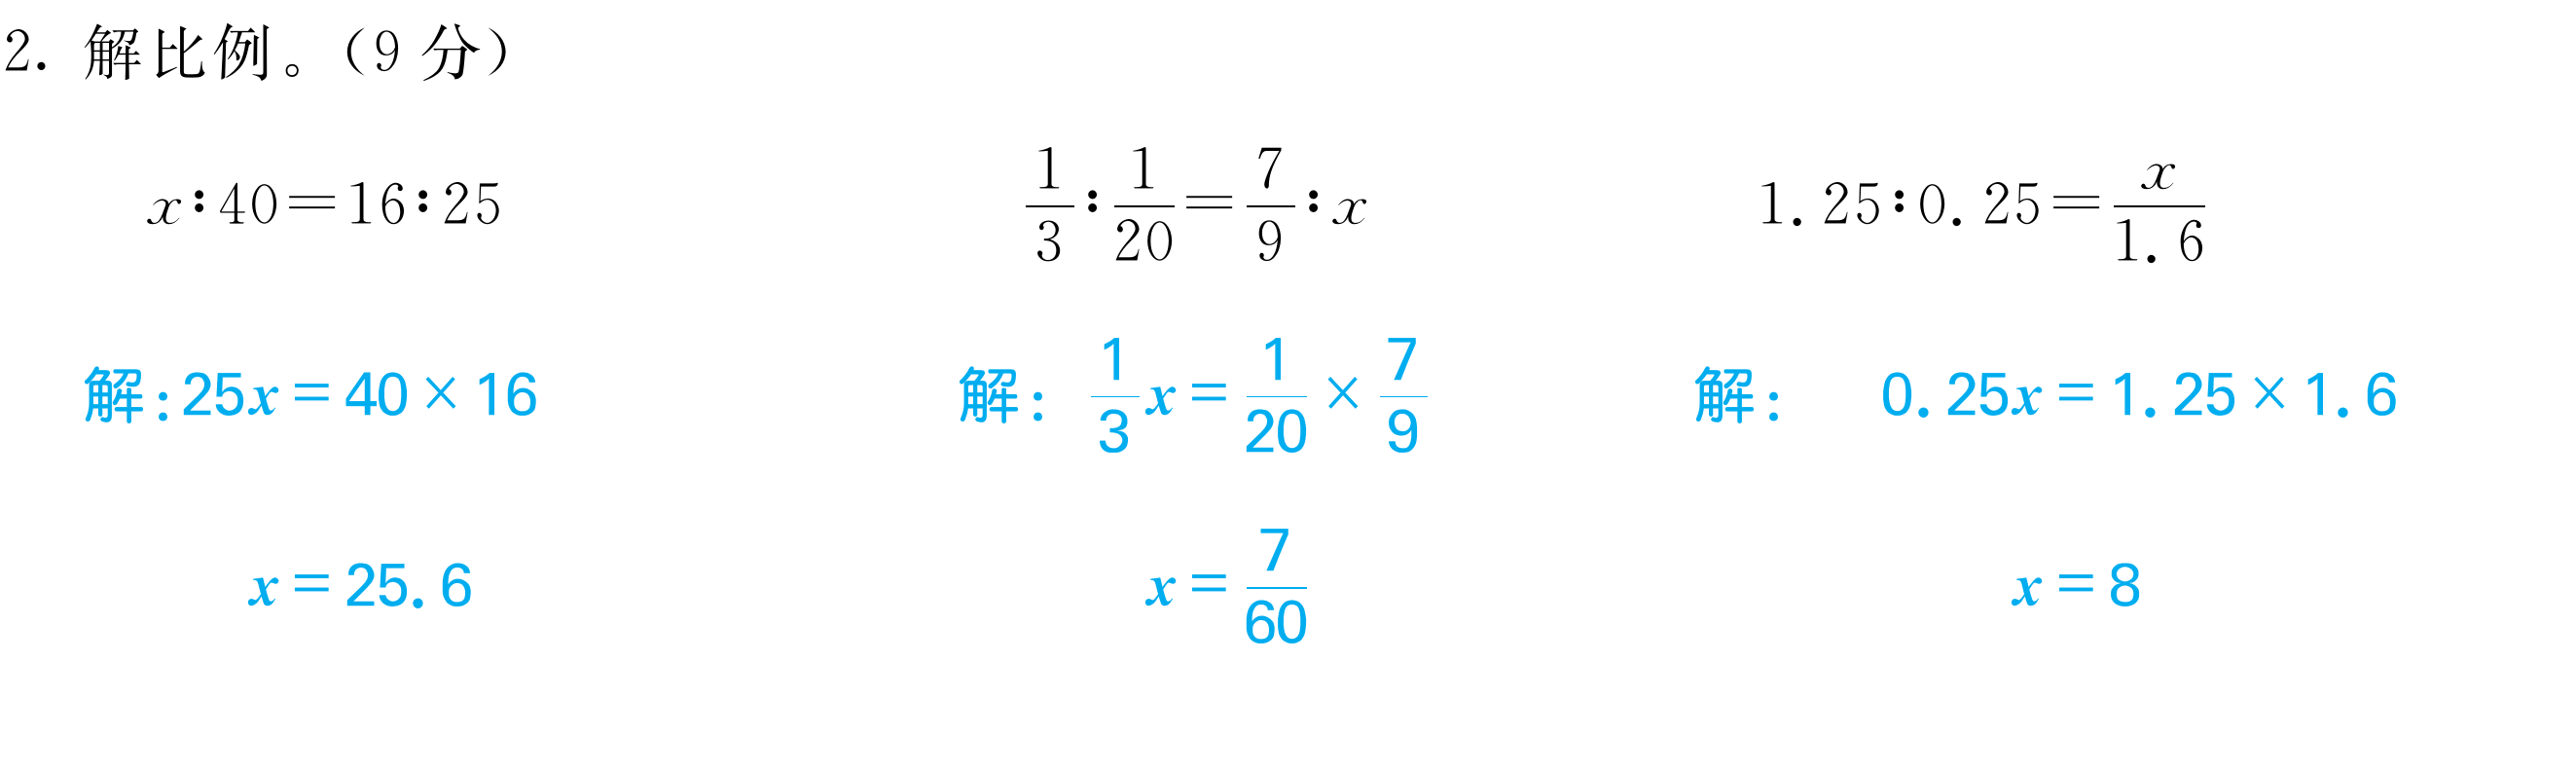 2. 解比例。(9 分)
x∶40=16∶25
1/3∶1/20=7/9∶x
1.25∶0.25=x/1.6
解:25x=40×16
解: 1/3x=1/20×7/9
解: 0.25x=1.25×1.6
x=25.6
x=7/60
x=8